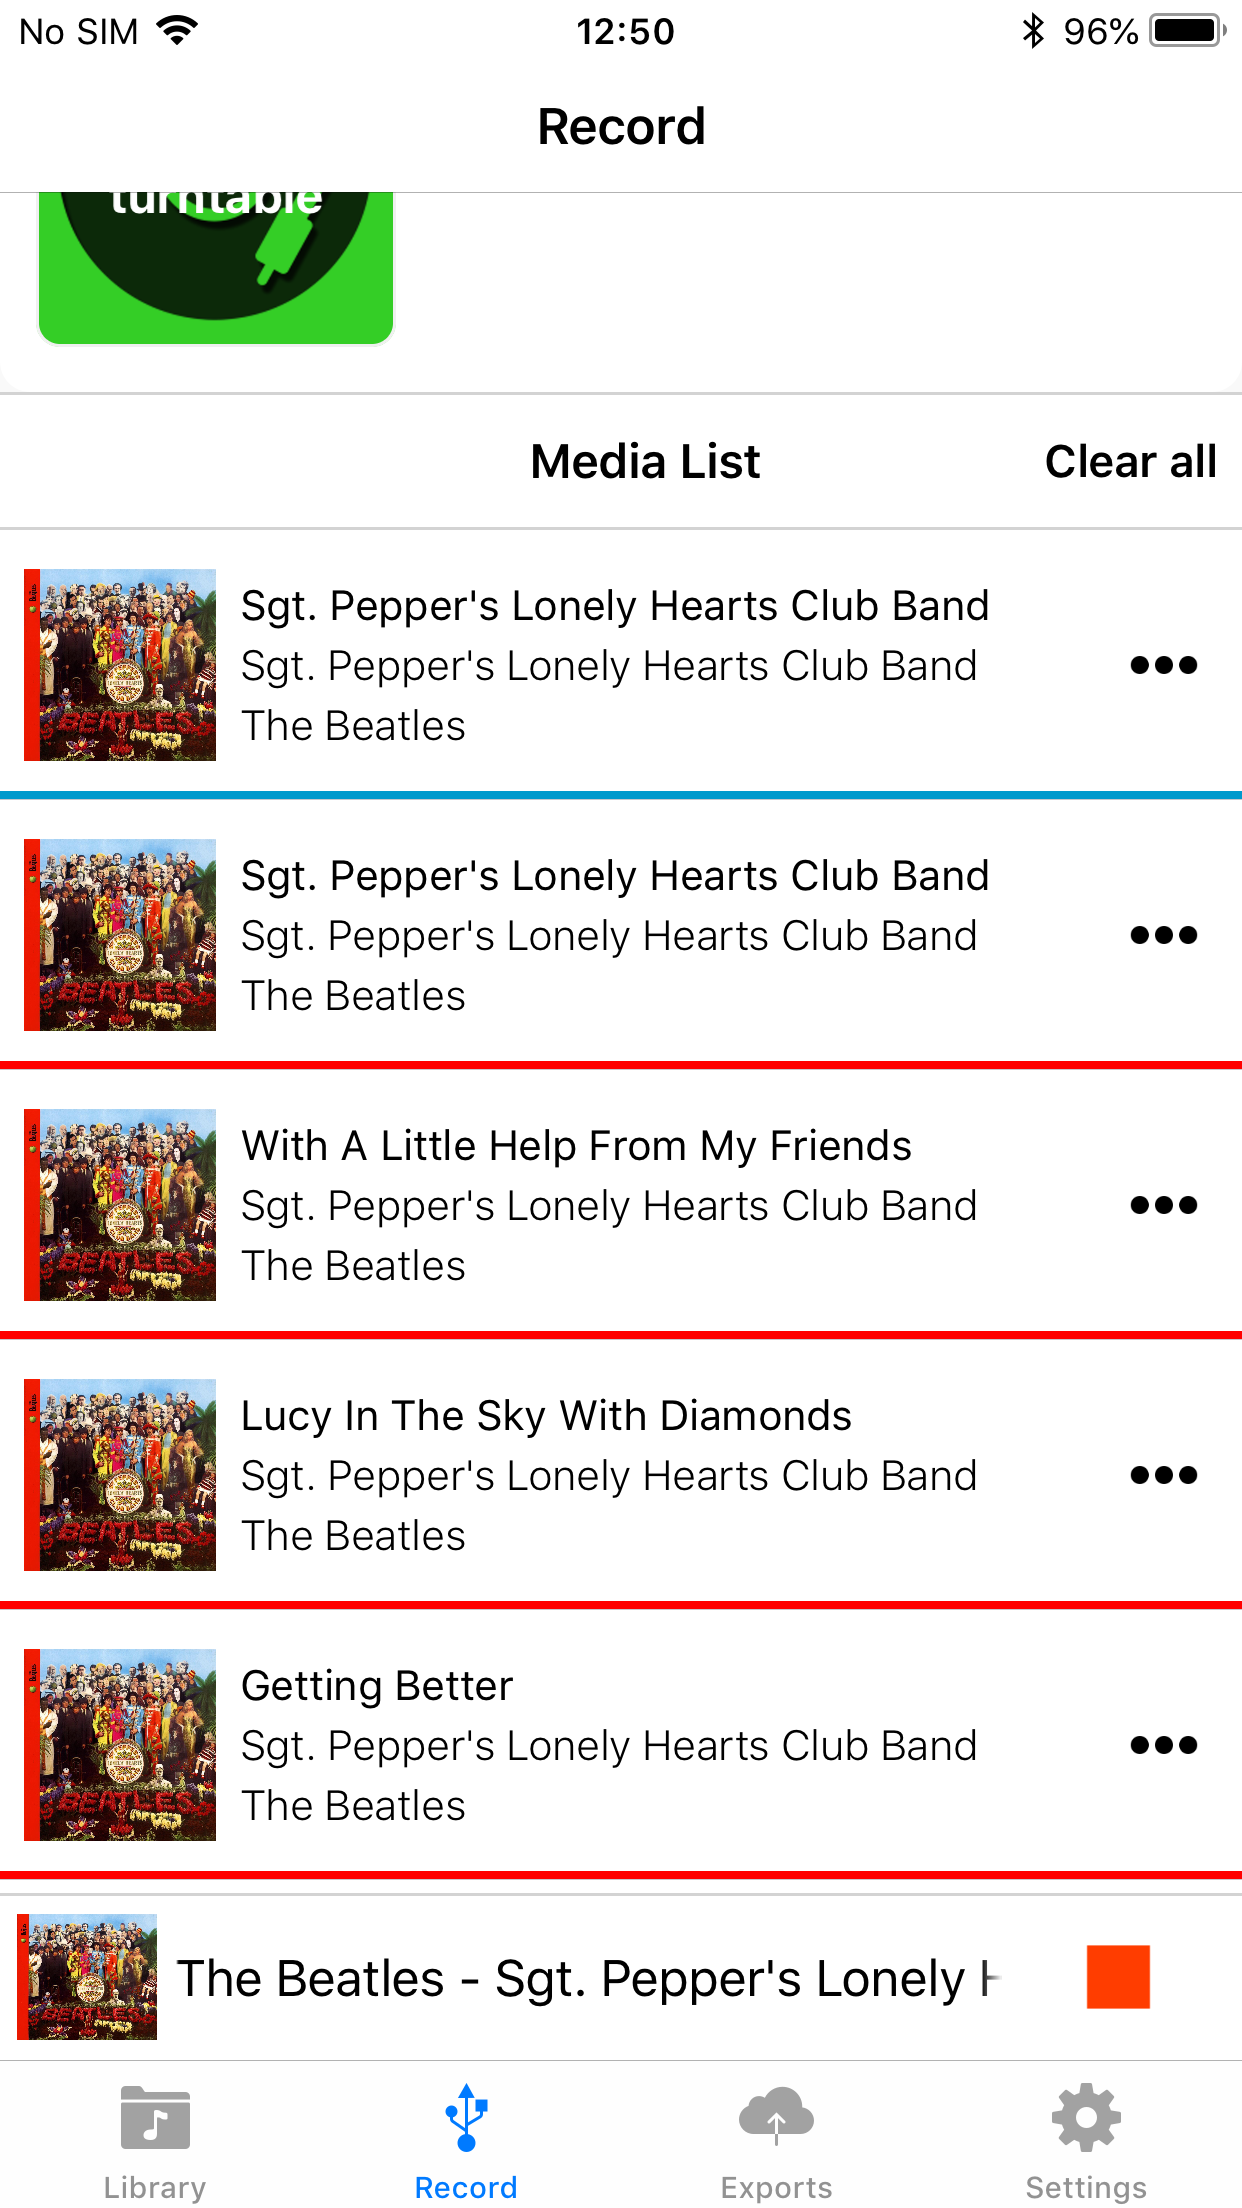 No SIM 12:50 96%
Record
turntable
Media List Clear all
Sgt. Pepper's Lonely Hearts Club Band
Sgt. Pepper's Lonely Hearts Club Band
The Beatles
Sgt. Pepper's Lonely Hearts Club Band
Sgt. Pepper's Lonely Hearts Club Band
The Beatles
With A Little Help From My Friends
Sgt. Pepper's Lonely Hearts Club Band
The Beatles
Lucy In The Sky With Diamonds
Sgt. Pepper's Lonely Hearts Club Band
The Beatles
Getting Better
Sgt. Pepper's Lonely Hearts Club Band
The Beatles
The Beatles - Sgt. Pepper's Lonely H
Library Record Exports Settings